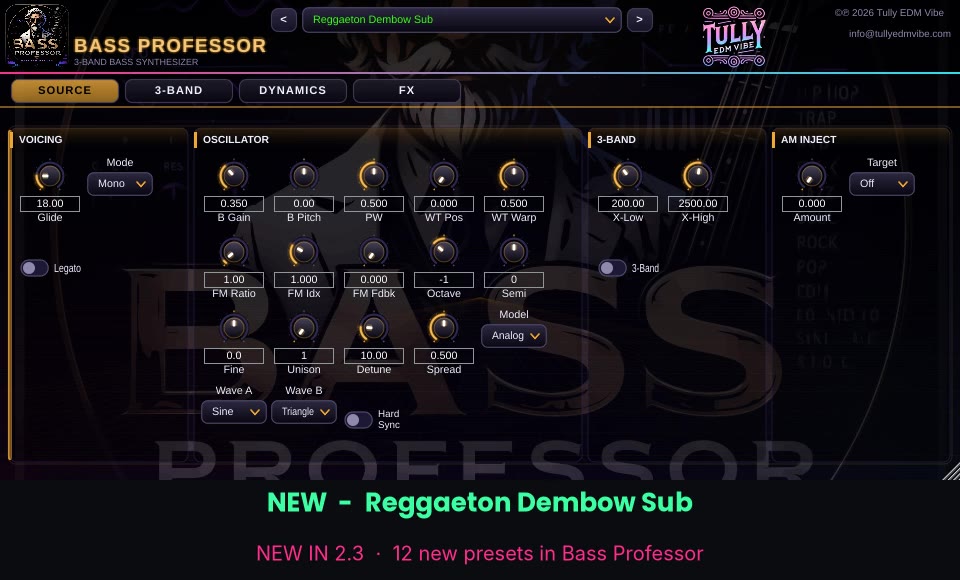 < Reggaeton Dembow Sub >
©℗ 2026 Tully EDM Vibe
info@tullyedmvibe.com
TULLY
EDM VIBE
BASS
PROFESSOR
BASS PROFESSOR
3-BAND BASS SYNTHESIZER
SOURCE 3-BAND DYNAMICS FX
VOICING OSCILLATOR 3-BAND AM INJECT
Mode Target
Mono Off
18.00 0.350 0.00 0.500 0.000 0.500 200.00 2500.00 0.000
Glide B Gain B Pitch PW WT Pos WT Warp X-Low X-High Amount
Legato 3-Band
1.00 1.000 0.000 -1 0
FM Ratio FM Idx FM Fdbk Octave Semi
Model
Analog
0.0 1 10.00 0.500
Fine Unison Detune Spread
Wave A Wave B
Sine Triangle Hard
Sync
TRAP
ROCK
BASS
PROFESSOR
NEW - Reggaeton Dembow Sub
NEW IN 2.3 · 12 new presets in Bass Professor